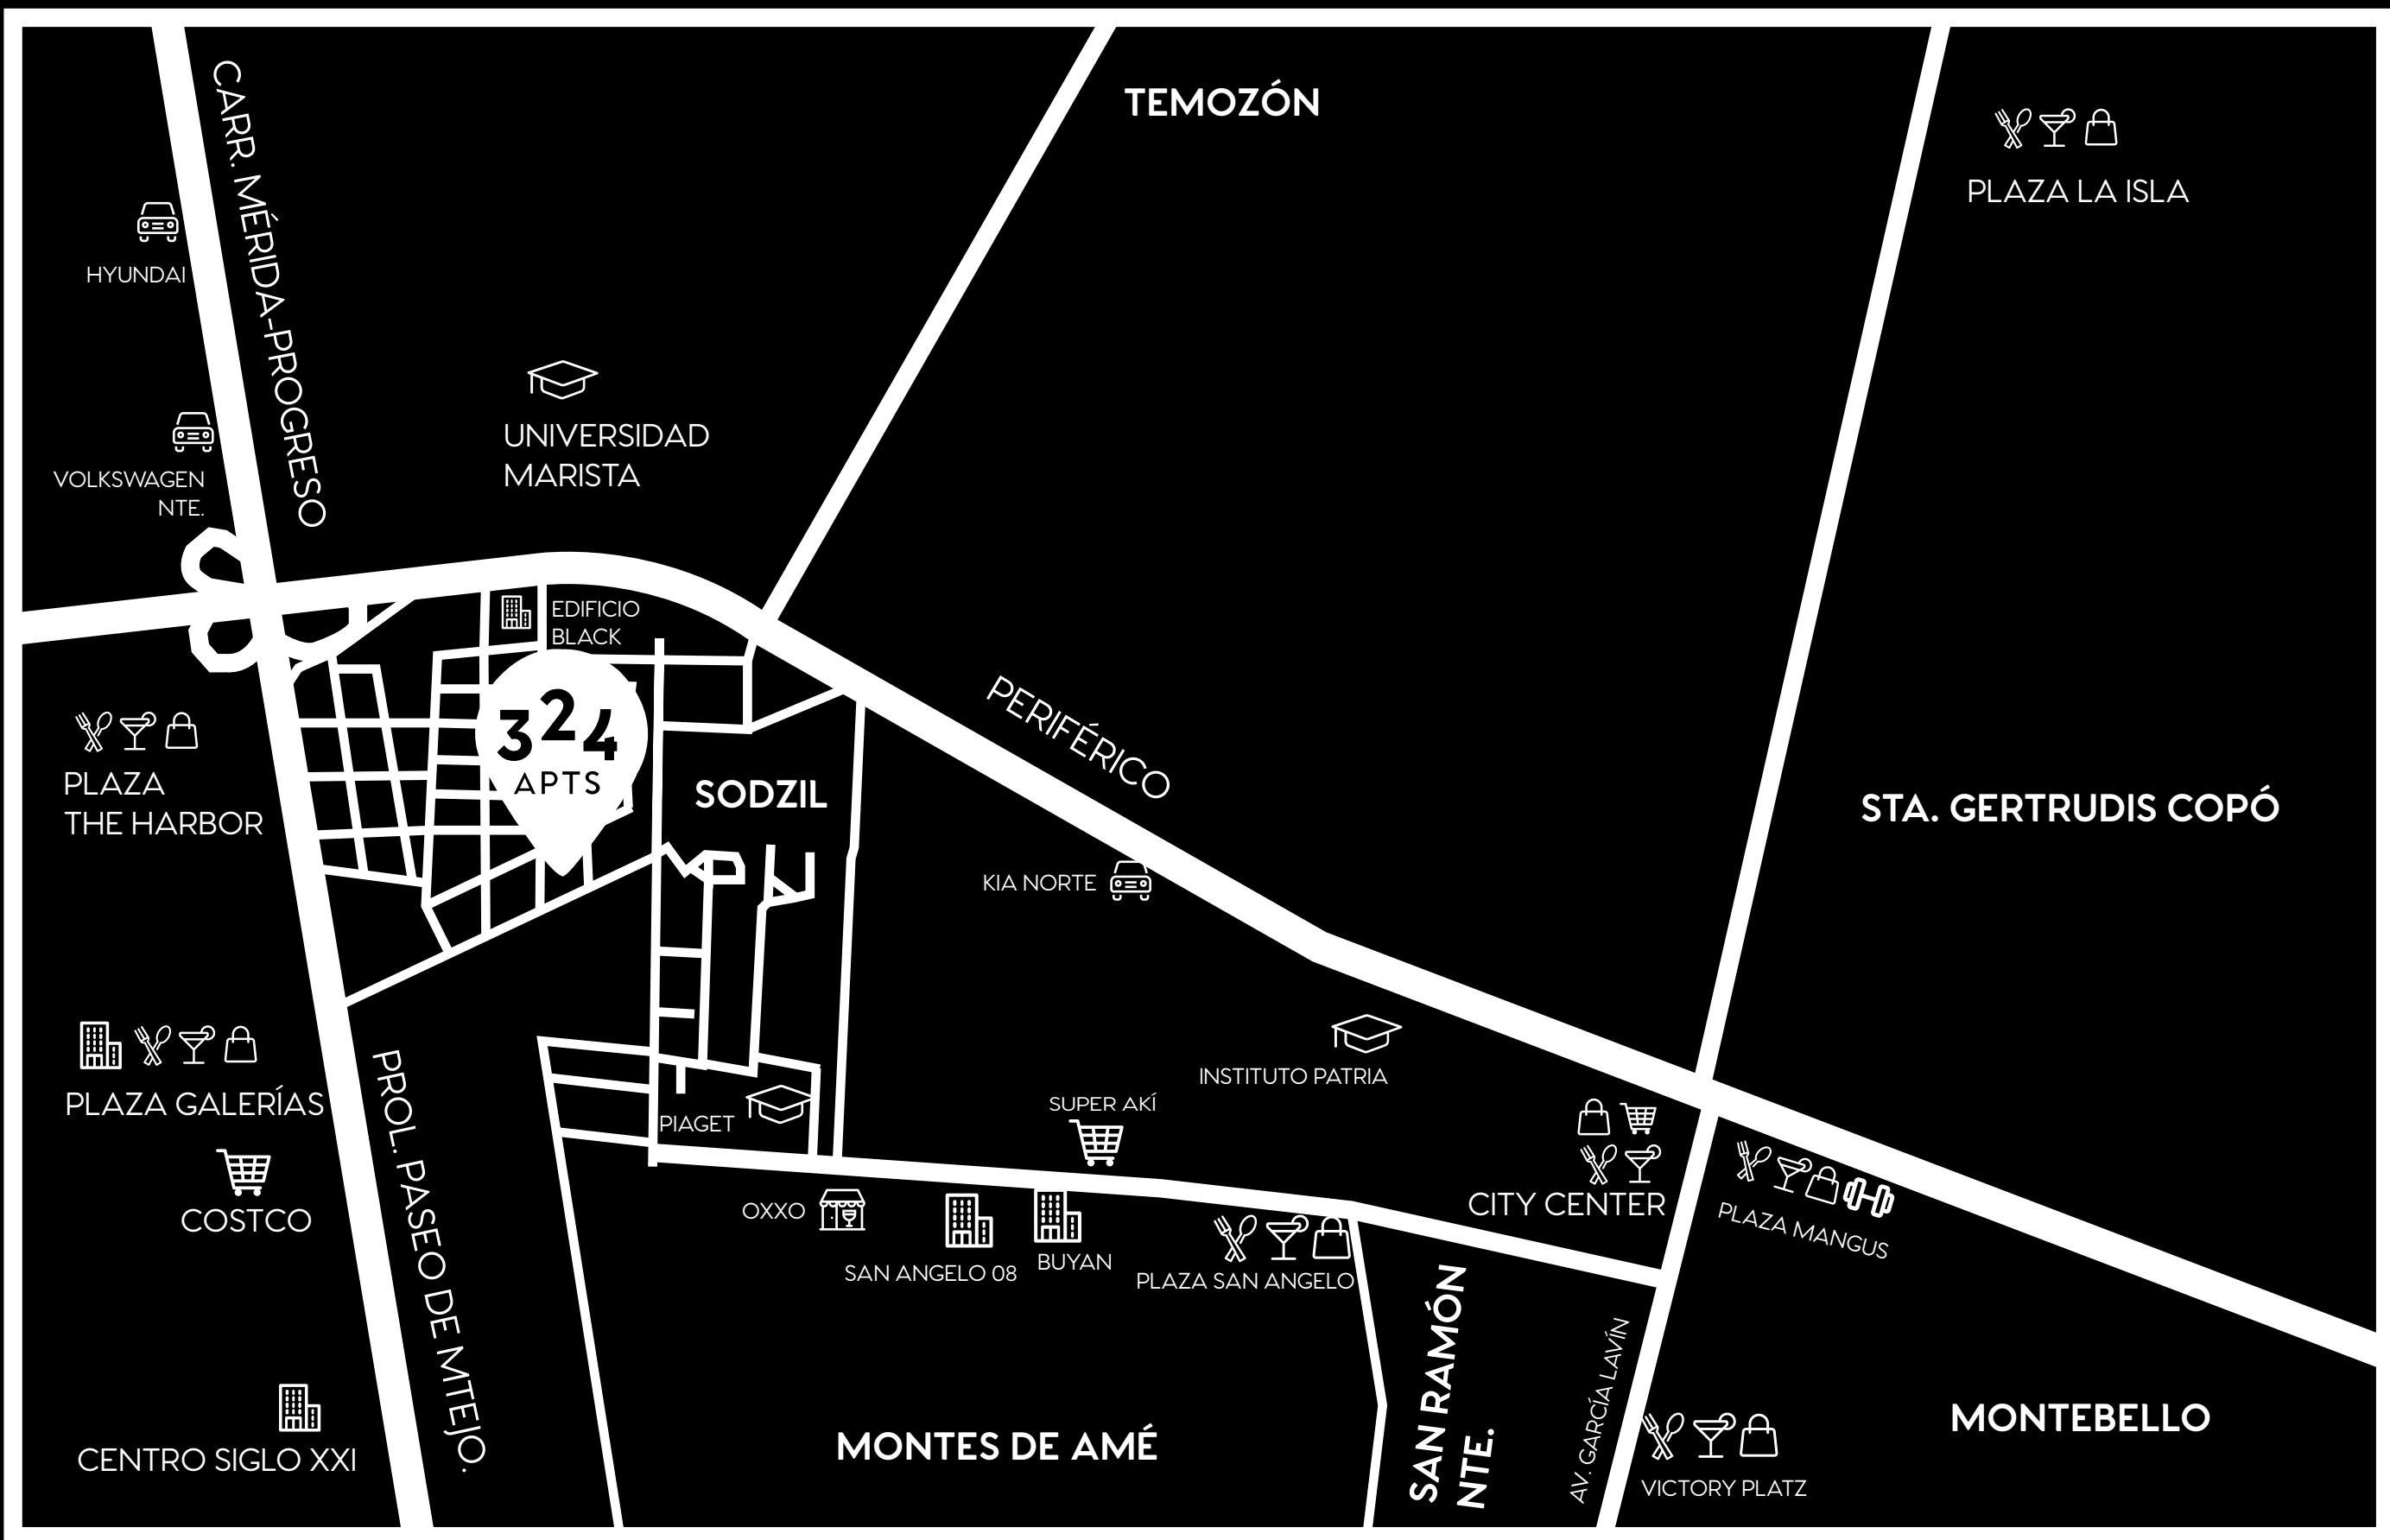 TEMOZÓN
PLAZA LA ISLA
CARR. MÉRIDA-PROGRESO
HYUNDAI
UNIVERSIDAD
MARISTA
VOLKSWAGEN
NTE.
EDIFICIO
BLACK
324
APTS
PERIFÉRICO
PLAZA
THE HARBOR
SODZIL
STA. GERTRUDIS COPÓ
KIA NORTE
INSTITUTO PATRIA
PLAZA GALERÍAS
SUPER AKÍ
PIAGET
COSTCO
PROL. PASEO DE MTEJO.
OXXO
CITY CENTER
PLAZA MANGUS
SAN ANGELO 08
BUYAN
PLAZA SAN ANGELO
SAN RAMÓN
NTE.
AV. GARCÍA LAVÍN
MONTEBELLO
MONTES DE AMÉ
CENTRO SIGLO XXI
VICTORY PLATZ